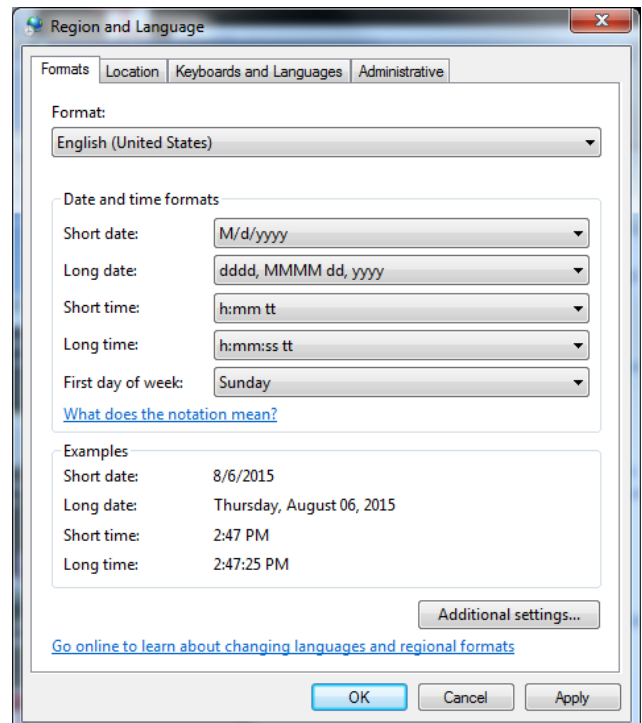 Region and Language
Formats Location Keyboards and Languages Administrative
Format:
English (United States)
Date and time formats
Short date: M/d/yyyy
Long date: dddd, MMMM dd, yyyy
Short time: h:mm tt
Long time: h:mm:ss tt
First day of week: Sunday
What does the notation mean?
Examples
Short date: 8/6/2015
Long date: Thursday, August 06, 2015
Short time: 2:47 PM
Long time: 2:47:25 PM
Additional settings...
Go online to learn about changing languages and regional formats
OK Cancel Apply